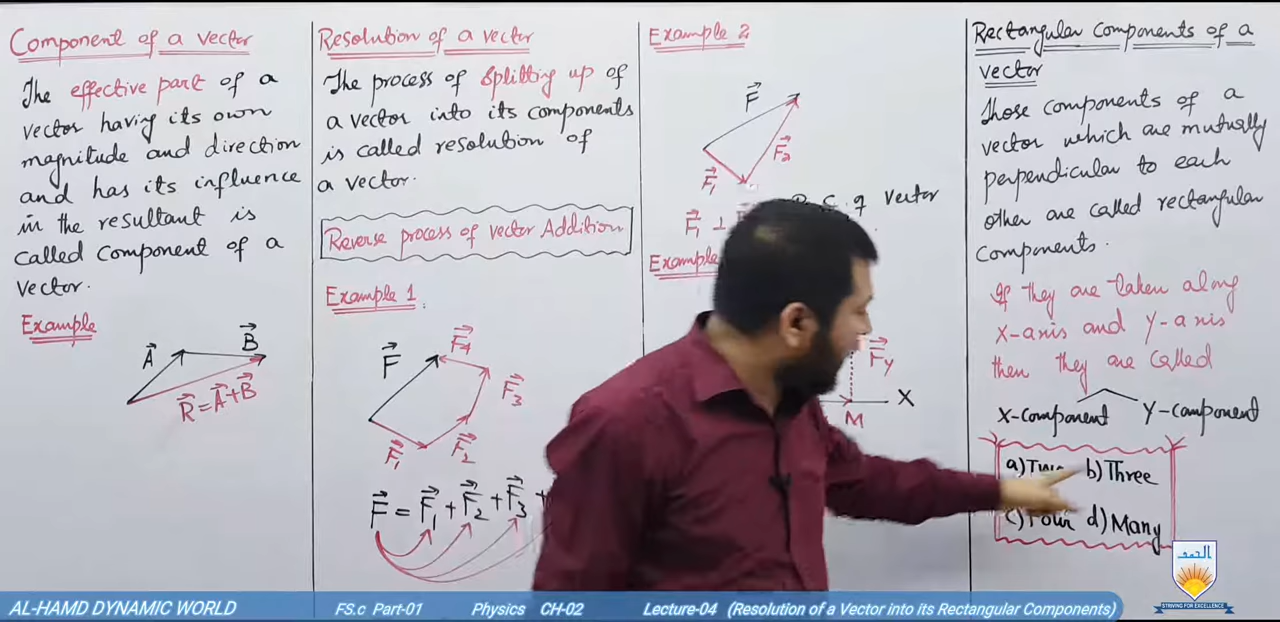 Component of a vector
The effective part of a
vector having its own
magnitude and direction
and has its influence
in the resultant is
called component of a
vector.
Example
A
B
R = A + B
Resolution of a vector
The process of splitting up of
a vector into its components
is called resolution of
a vector.
Reverse process of vector Addition
Example 1:
F
F4
F3
F1
F2
F = F1 + F2 + F3 +
Example 2
F
F2
F1
of vector
F1 ⊥
Example
Fy
X
M
Rectangular Components of a
vector
Those components of a
vector which are mutually
perpendicular to each
other are called rectangular
components.
If they are taken along
X-axis and Y-axis
then they are called
X-component Y-component
a) Two b) Three
c) Four d) Many
الحمد
STRIVING FOR EXCELLENCE
AL-HAMD DYNAMIC WORLD FS.c Part-01 Physics CH-02 Lecture-04 (Resolution of a Vector into its Rectangular Components)